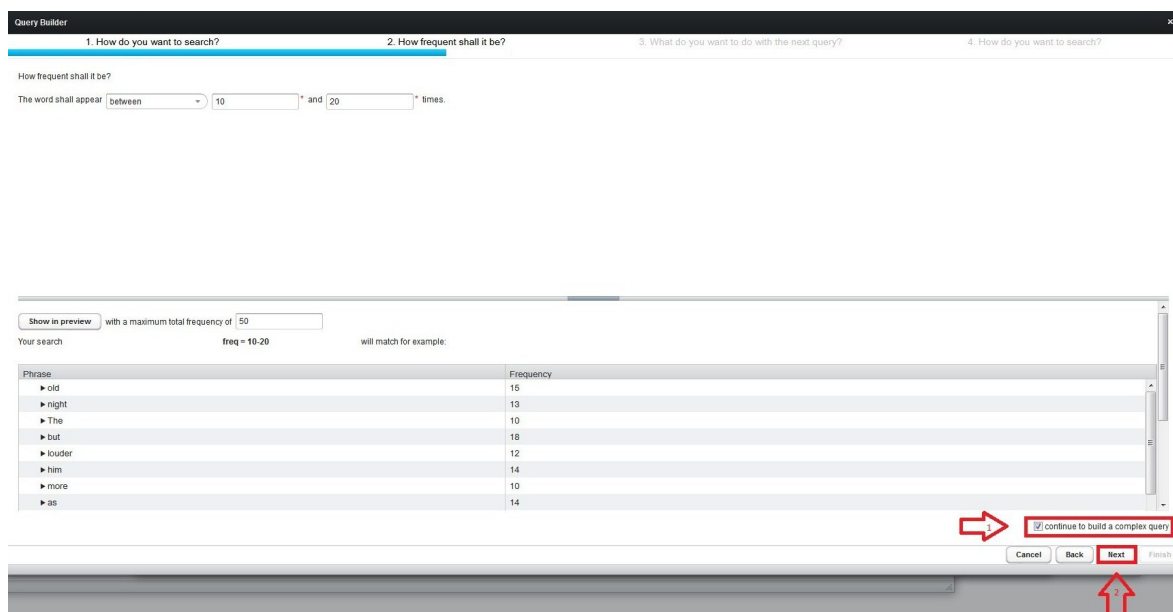 Query Builder x
1. How do you want to search? 2. How frequent shall it be? 3. What do you want to do with the next query? 4. How do you want to search?
How frequent shall it be?
The word shall appear between 10 * and 20 * times.
Show in preview with a maximum total frequency of 50
Your search freq = 10-20 will match for example:
Phrase Frequency
old 15
night 13
The 10
but 18
louder 12
him 14
more 10
as 14
1 continue to build a complex query
Cancel Back Next Finish
2